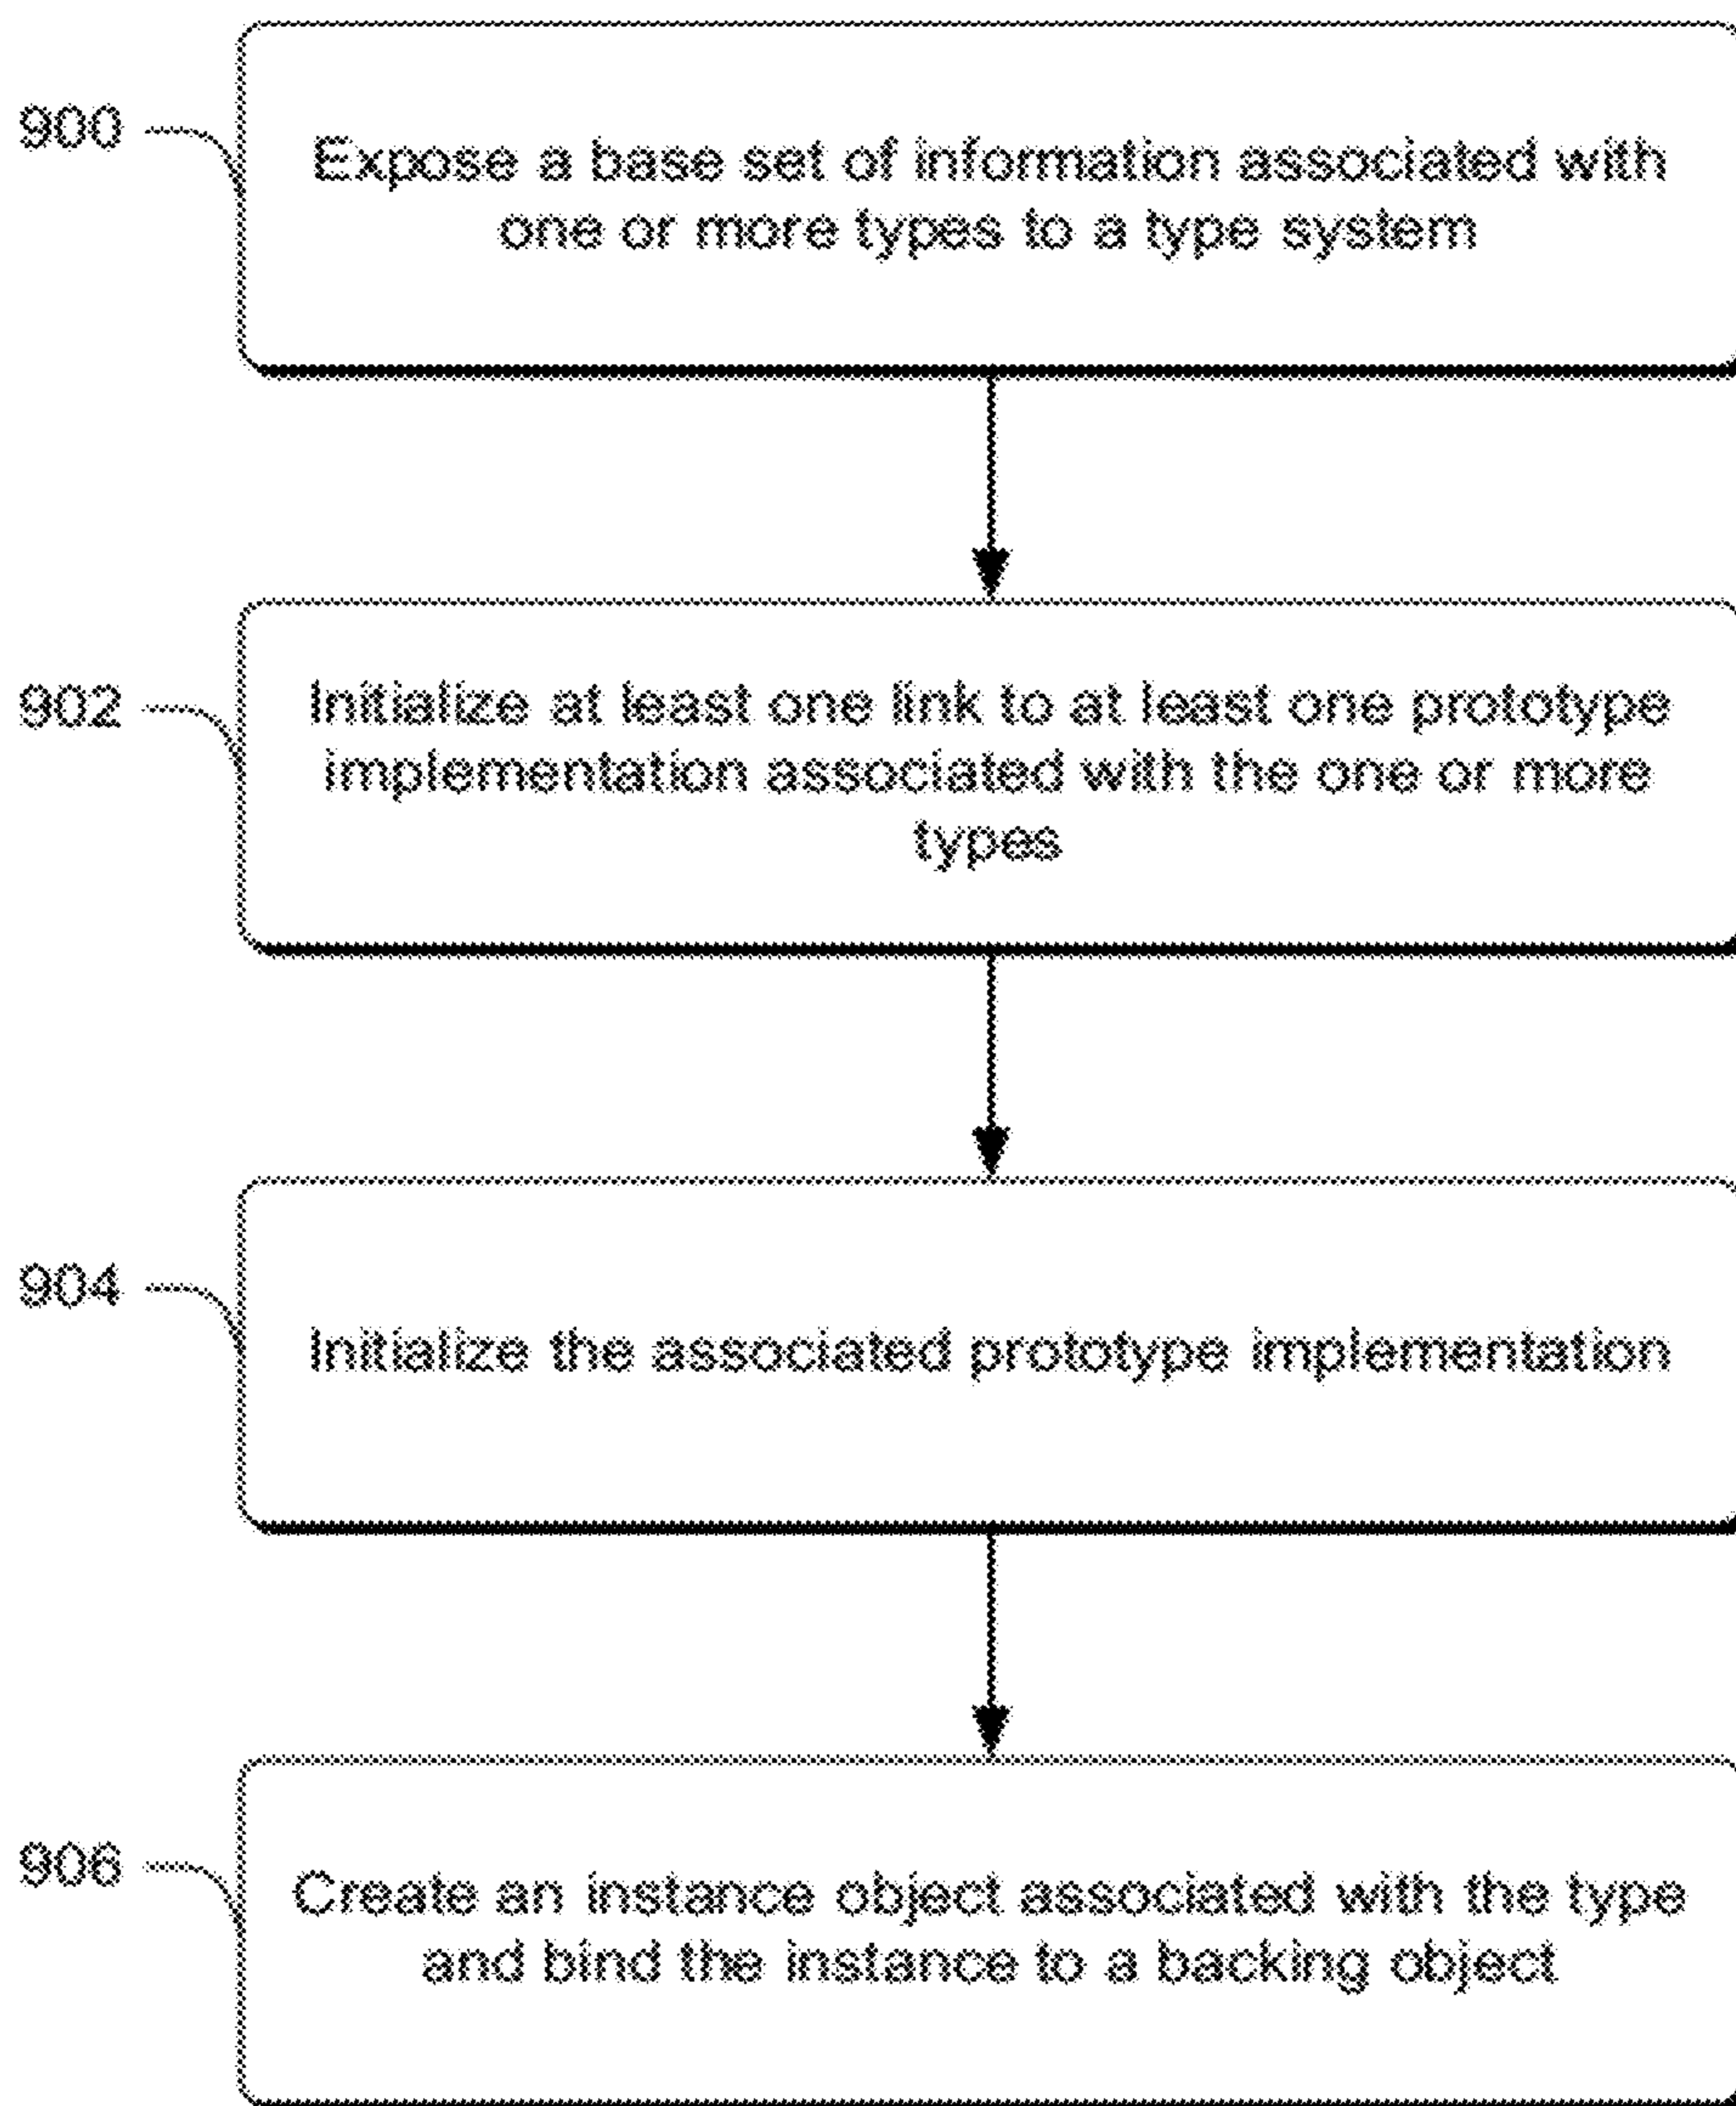 900
Expose a base set of information associated with
one or more types to a type system
902
Initialize at least one link to at least one prototype
implementation associated with the one or more
types
904
Initialize the associated prototype implementation
906
Create an instance object associated with the type
and bind the instance to a backing object